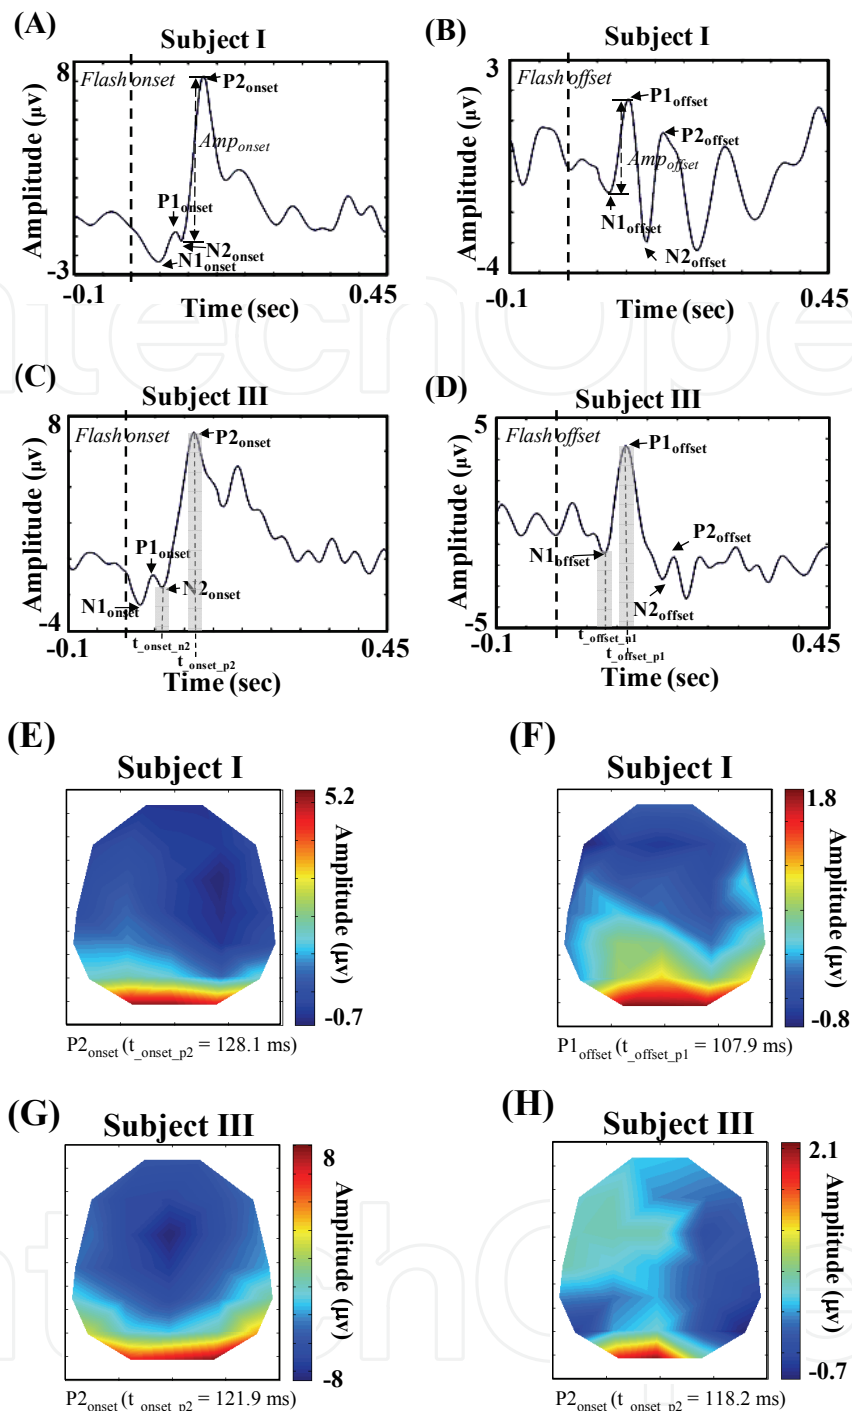 (A)
Subject I
8
Flash onset
P2onset
Amponset
P1onset
N2onset
N1onset
Amplitude (μv)
-3
-0.1
0.45
Time (sec)
(B)
Subject I
3
Flash offset
P1offset
P2offset
Ampoffset
N1offset
N2offset
Amplitude (μv)
-4
-0.1
0.45
Time (sec)
(C)
Subject III
8
Flash onset
P2onset
P1onset
N2onset
N1onset
Amplitude (μv)
-4
-0.1
0.45
t_onset_n2
t_onset_p2
Time (sec)
(D)
Subject III
5
Flash offset
P1offset
P2offset
N1offset
N2offset
Amplitude (μv)
-5
-0.1
0.45
t_offset_n1
t_offset_p1
Time (sec)
(E)
Subject I
5.2
Amplitude (μv)
-0.7
P2onset (t_onset_p2 = 128.1 ms)
(F)
Subject I
1.8
Amplitude (μv)
-0.8
P1offset (t_offset_p1 = 107.9 ms)
(G)
Subject III
8
Amplitude (μv)
-8
P2onset (t_onset_p2 = 121.9 ms)
(H)
Subject III
2.1
Amplitude (μv)
-0.7
P2onset (t_onset_p2 = 118.2 ms)